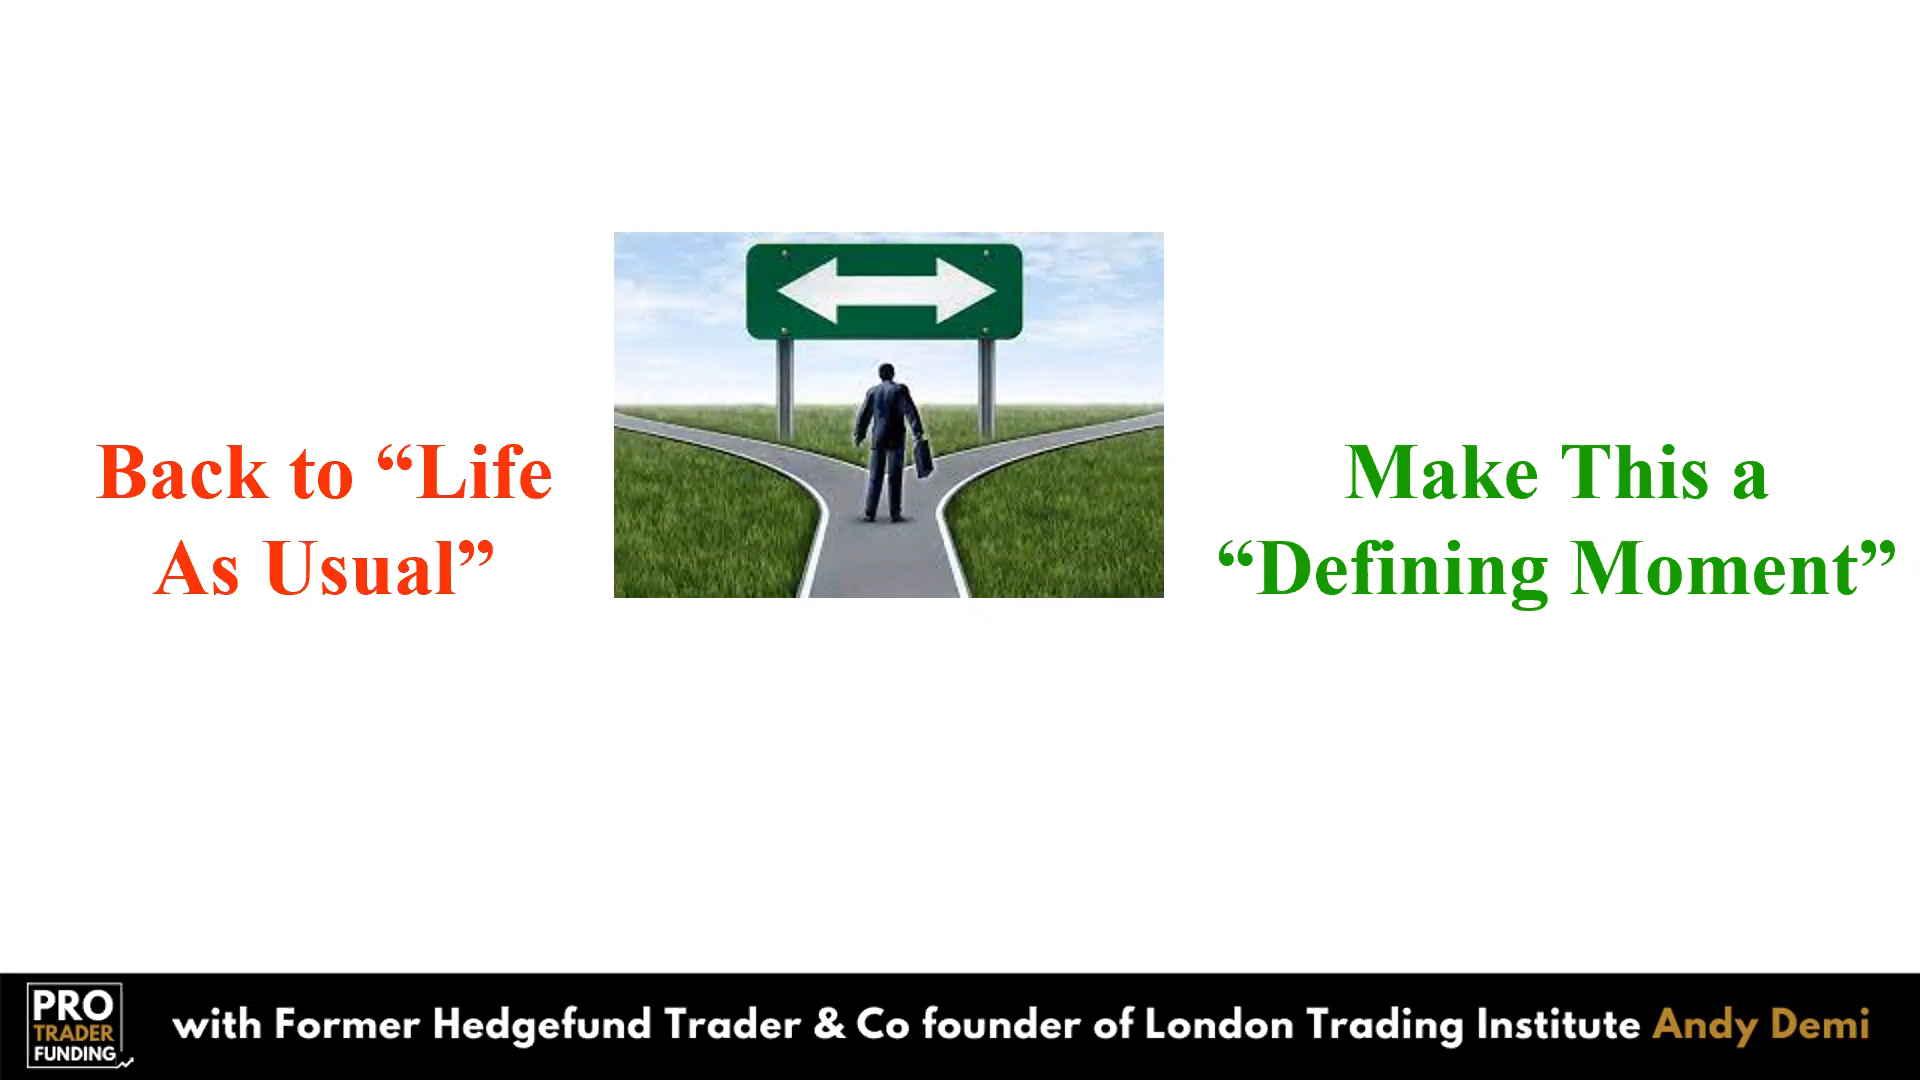 Back to “Life
As Usual”
Make This a
“Defining Moment”
PRO
TRADER
FUNDING
with Former Hedgefund Trader & Co founder of London Trading Institute Andy Demi